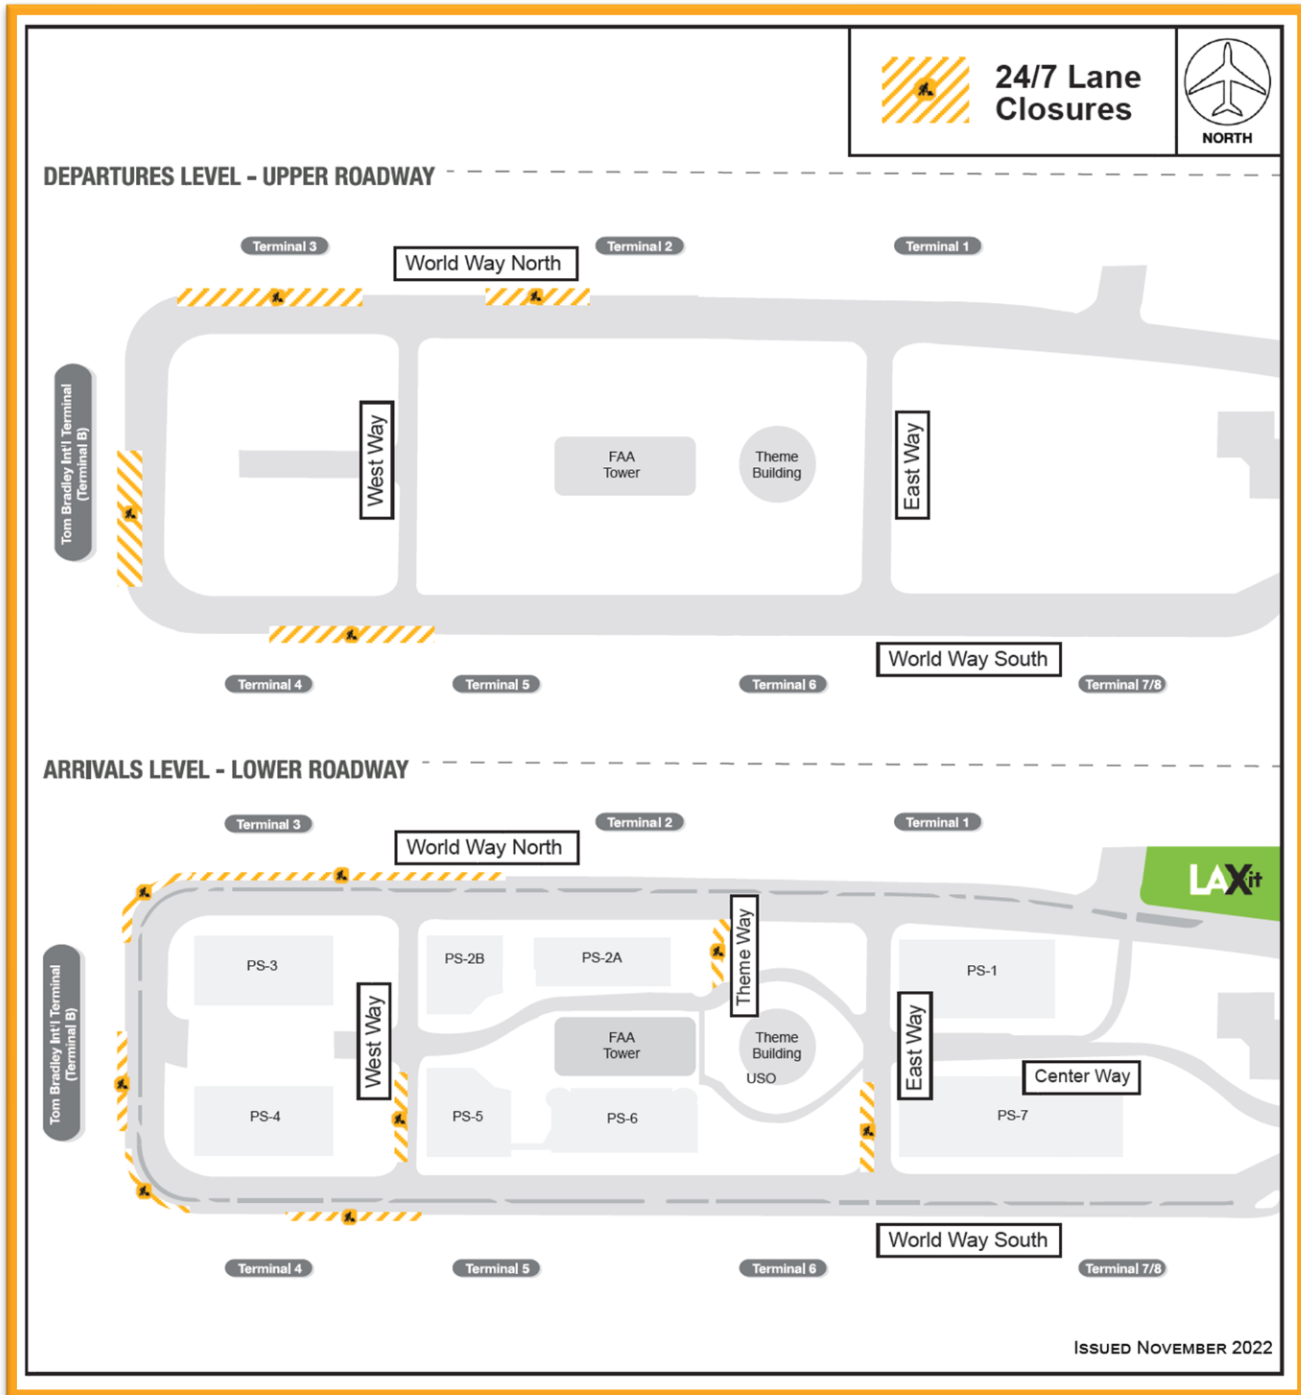 24/7 Lane
Closures
NORTH
DEPARTURES LEVEL - UPPER ROADWAY
Terminal 3
World Way North
Terminal 2
Terminal 1
Tom Bradley Int'l Terminal
(Terminal B)
West Way
FAA
Tower
Theme
Building
East Way
World Way South
Terminal 4
Terminal 5
Terminal 6
Terminal 7/8
ARRIVALS LEVEL - LOWER ROADWAY
Terminal 3
World Way North
Terminal 2
Terminal 1
LAXit
PS-3
PS-2B
PS-2A
Theme Way
PS-1
Tom Bradley Int'l Terminal
(Terminal B)
West Way
FAA
Tower
Theme
Building
USO
East Way
Center Way
PS-4
PS-5
PS-6
PS-7
World Way South
Terminal 4
Terminal 5
Terminal 6
Terminal 7/8
ISSUED NOVEMBER 2022